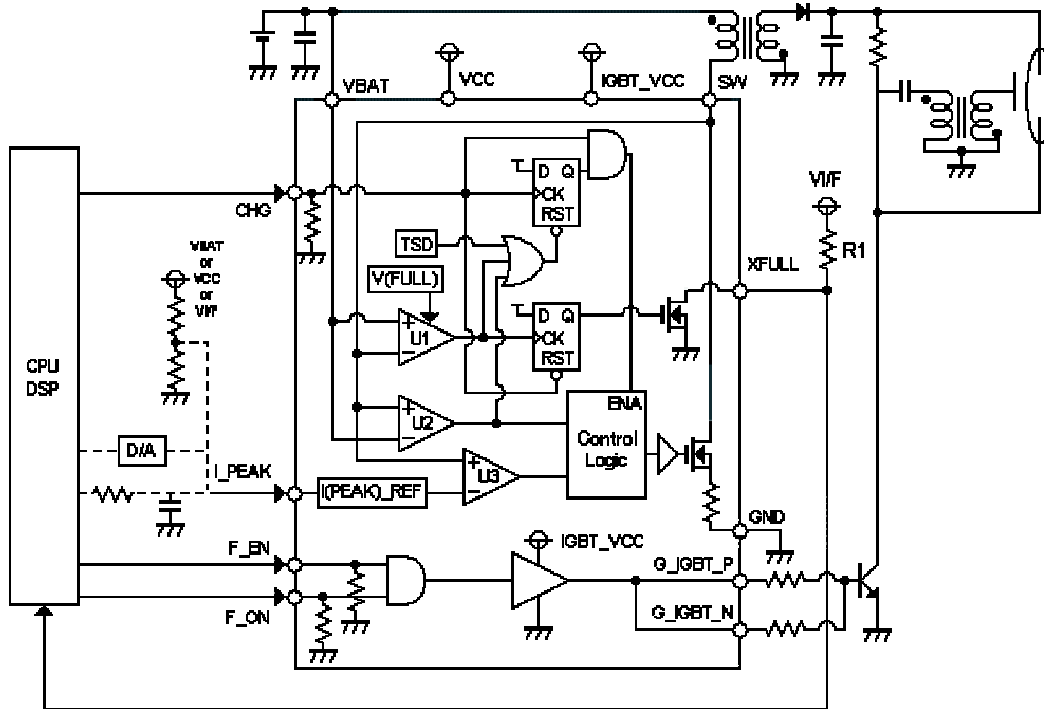 VBAT
VCC
IGBT_VCC
SW
D Q
CK
RST
VI/F
CHG
TSD
R1
VBAT
or
VCC
or
VI/F
V(FULL)
XFULL
+
U1
−
D Q
CK
RST
CPU
DSP
+
U2
−
ENA
Control
Logic
D/A
+
U3
−
I_PEAK
I(PEAK)_REF
GND
F_EN
IGBT_VCC
G_IGBT_P
F_ON
G_IGBT_N